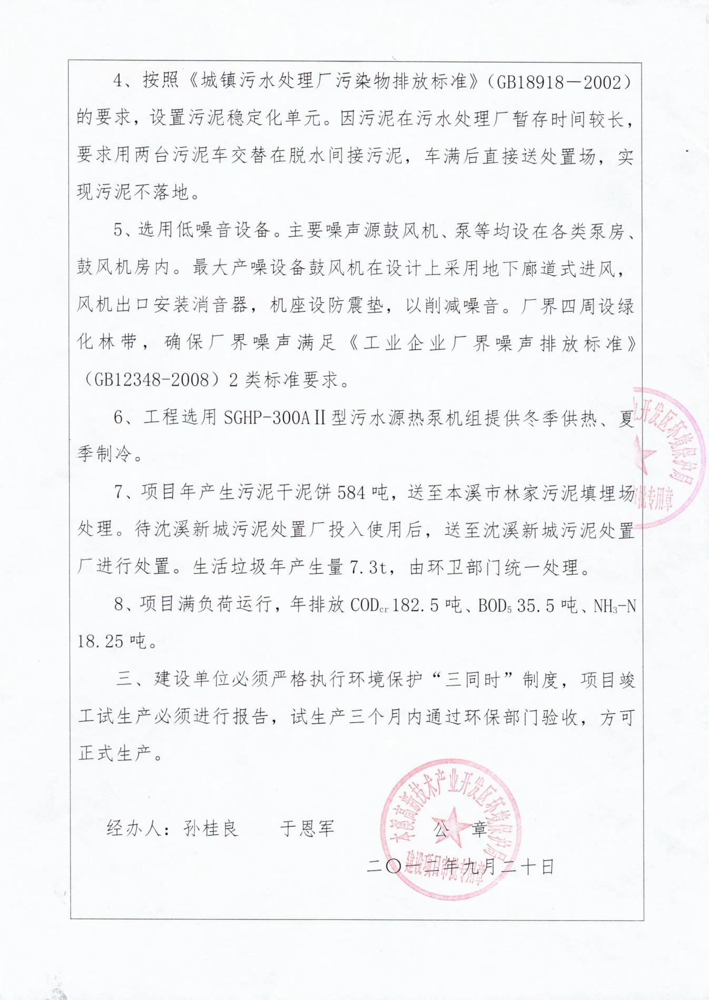 4、按照《城镇污水处理厂污染物排放标准》（GB18918－2002）
的要求，设置污泥稳定化单元。因污泥在污水处理厂暂存时间较长，
要求用两台污泥车交替在脱水间接污泥，车满后直接送处置场，实
现污泥不落地。
5、选用低噪音设备。主要噪声源鼓风机、泵等均设在各类泵房、
鼓风机房内。最大产噪设备鼓风机在设计上采用地下廊道式进风，
风机出口安装消音器，机座设防震垫，以削减噪音。厂界四周设绿
化林带，确保厂界噪声满足《工业企业厂界噪声排放标准》
（GB12348-2008）2类标准要求。
6、工程选用 SGHP-300AⅡ型污水源热泵机组提供冬季供热、夏
季制冷。
7、项目年产生污泥干泥饼 584 吨，送至本溪市林家污泥填埋场
处理。待沈溪新城污泥处置厂投入使用后，送至沈溪新城污泥处置
厂进行处置。生活垃圾年产生量 7.3t，由环卫部门统一处理。
8、项目满负荷运行，年排放 CODcr 182.5 吨、BOD5 35.5 吨、NH3-N
18.25 吨。
三、建设单位必须严格执行环境保护“三同时”制度，项目竣
工试生产必须进行报告，试生产三个月内通过环保部门验收，方可
正式生产。
经办人：孙桂良 于恩军 公 章
二〇一二年九月二十日
本溪高新技术产业开发区环境保护局
建设项目审批专用章
业开发区环境保护局
审批专用章